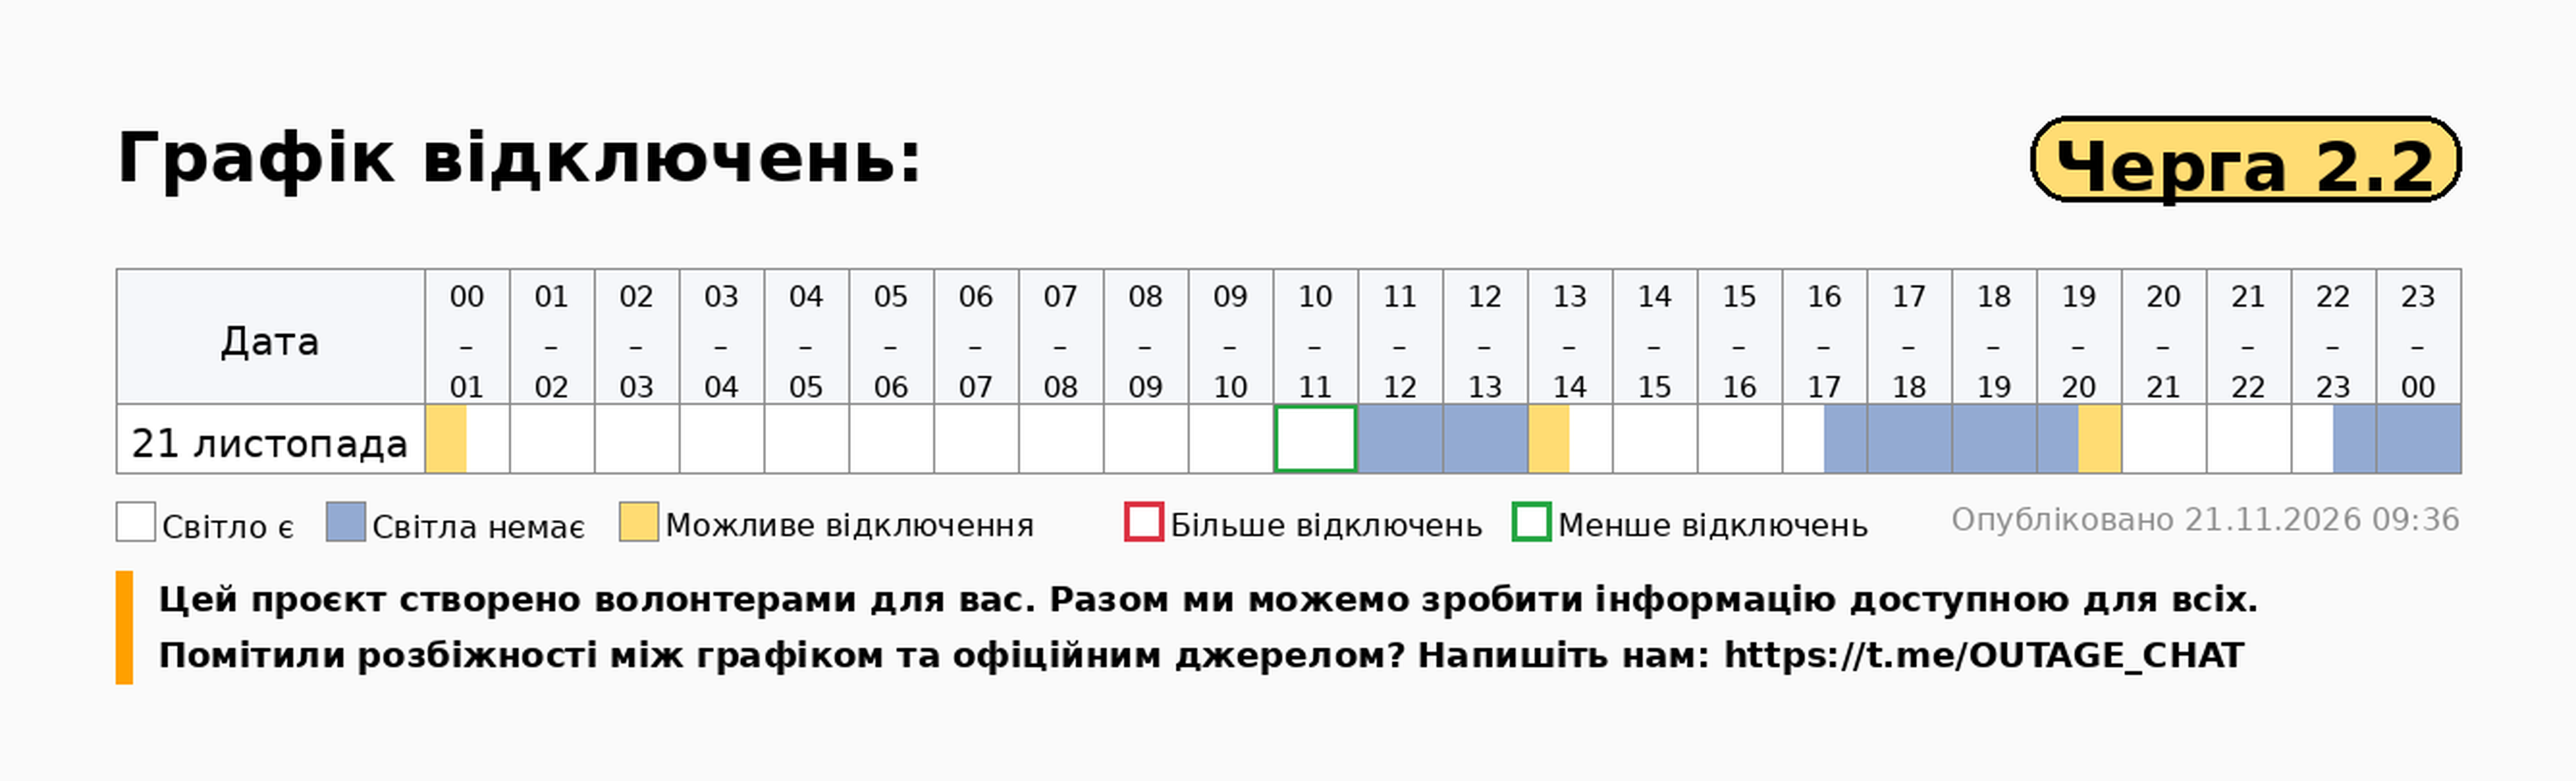 Графік відключень:
Черга 2.2
Дата 00 – 01 01 – 02 02 – 03 03 – 04 04 – 05 05 – 06 06 – 07 07 – 08 08 – 09 09 – 10 10 – 11 11 – 12 12 – 13 13 – 14 14 – 15 15 – 16 16 – 17 17 – 18 18 – 19 19 – 20 20 – 21 21 – 22 22 – 23 23 – 00
21 листопада
Світло є Світла немає Можливе відключення Більше відключень Менше відключень Опубліковано 21.11.2026 09:36
Цей проєкт створено волонтерами для вас. Разом ми можемо зробити інформацію доступною для всіх.
Помітили розбіжності між графіком та офіційним джерелом? Напишіть нам: https://t.me/OUTAGE_CHAT